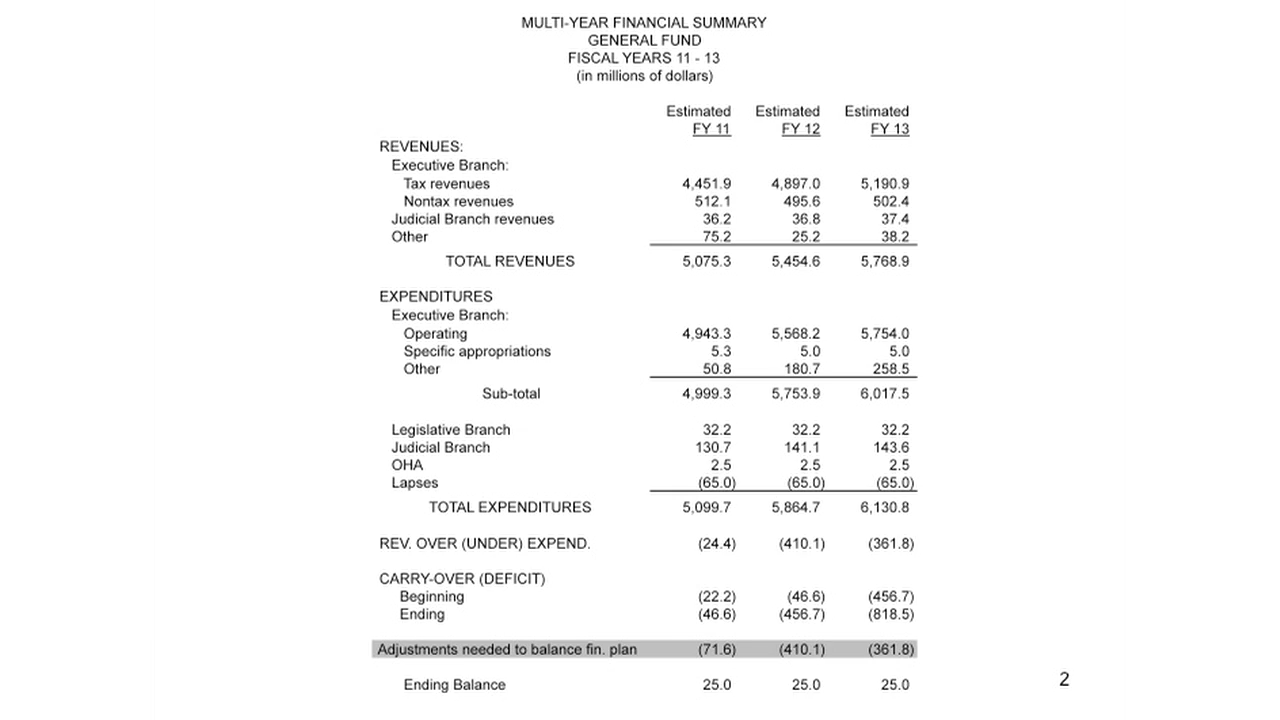 MULTI-YEAR FINANCIAL SUMMARY
GENERAL FUND
FISCAL YEARS 11 - 13
(in millions of dollars)
Estimated Estimated Estimated
FY 11 FY 12 FY 13
REVENUES:
Executive Branch:
Tax revenues 4,451.9 4,897.0 5,190.9
Nontax revenues 512.1 495.6 502.4
Judicial Branch revenues 36.2 36.8 37.4
Other 75.2 25.2 38.2
TOTAL REVENUES 5,075.3 5,454.6 5,768.9
EXPENDITURES
Executive Branch:
Operating 4,943.3 5,568.2 5,754.0
Specific appropriations 5.3 5.0 5.0
Other 50.8 180.7 258.5
Sub-total 4,999.3 5,753.9 6,017.5
Legislative Branch 32.2 32.2 32.2
Judicial Branch 130.7 141.1 143.6
OHA 2.5 2.5 2.5
Lapses (65.0) (65.0) (65.0)
TOTAL EXPENDITURES 5,099.7 5,864.7 6,130.8
REV. OVER (UNDER) EXPEND. (24.4) (410.1) (361.8)
CARRY-OVER (DEFICIT)
Beginning (22.2) (46.6) (456.7)
Ending (46.6) (456.7) (818.5)
Adjustments needed to balance fin. plan (71.6) (410.1) (361.8)
Ending Balance 25.0 25.0 25.0
2